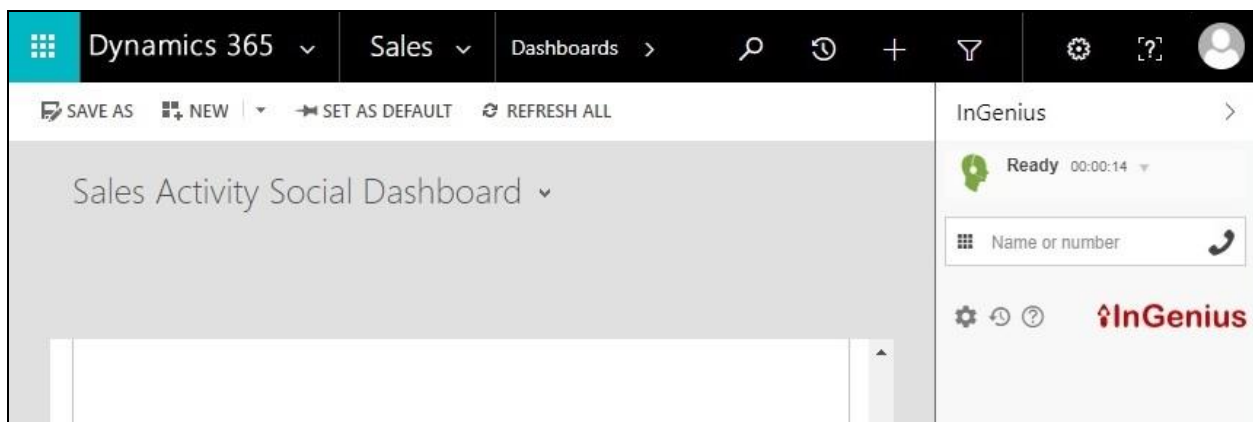 Dynamics 365 Sales Dashboards
SAVE AS NEW SET AS DEFAULT REFRESH ALL
InGenius
Ready 00:00:14
Sales Activity Social Dashboard
Name or number
InGenius